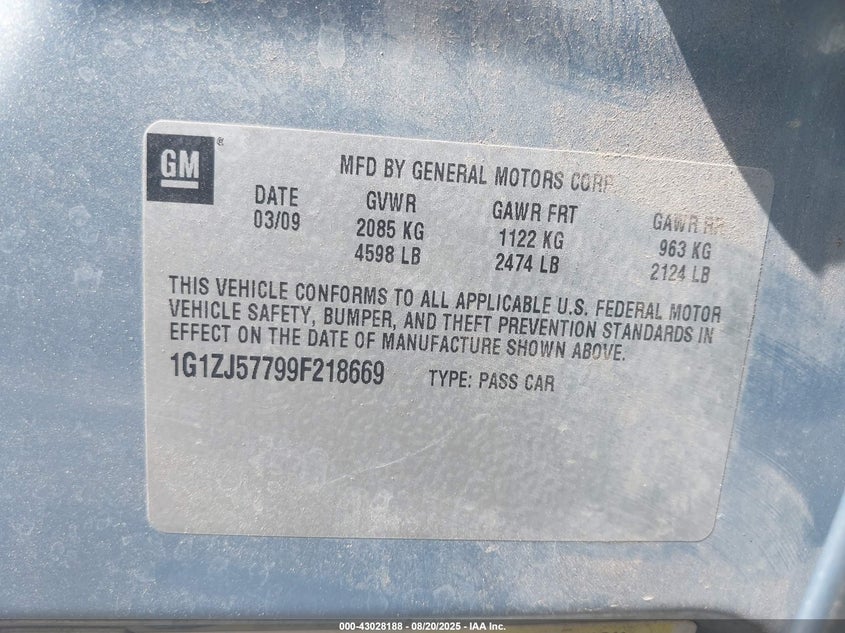 GM
MFD BY GENERAL MOTORS CORP
DATE GVWR GAWR FRT GAWR RR
03/09 2085 KG 1122 KG 963 KG
4598 LB 2474 LB 2124 LB
THIS VEHICLE CONFORMS TO ALL APPLICABLE U.S. FEDERAL MOTOR
VEHICLE SAFETY, BUMPER, AND THEFT PREVENTION STANDARDS IN
EFFECT ON THE DATE OF MANUFACTURE SHOWN ABOVE.
1G1ZJ57799F218669 TYPE: PASS CAR
000-43028188 - 08/20/2025 - IAA Inc.